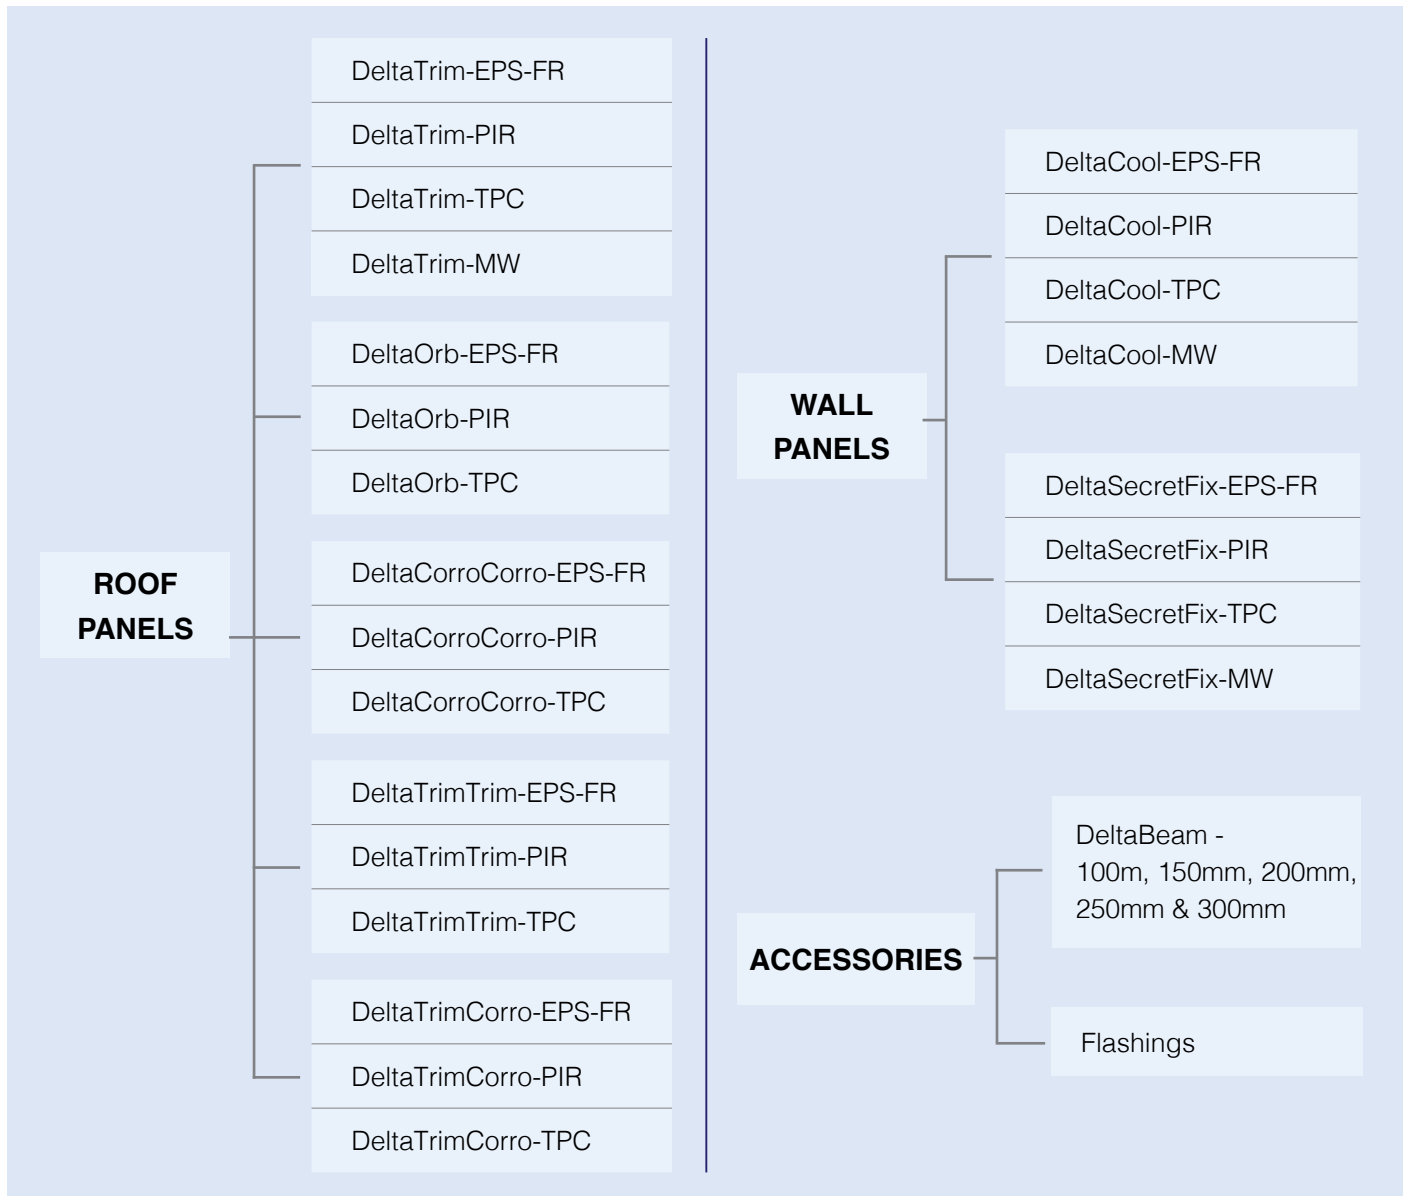 ROOF
PANELS
DeltaTrim-EPS-FR
DeltaTrim-PIR
DeltaTrim-TPC
DeltaTrim-MW
DeltaOrb-EPS-FR
DeltaOrb-PIR
DeltaOrb-TPC
DeltaCorroCorro-EPS-FR
DeltaCorroCorro-PIR
DeltaCorroCorro-TPC
DeltaTrimTrim-EPS-FR
DeltaTrimTrim-PIR
DeltaTrimTrim-TPC
DeltaTrimCorro-EPS-FR
DeltaTrimCorro-PIR
DeltaTrimCorro-TPC
WALL
PANELS
DeltaCool-EPS-FR
DeltaCool-PIR
DeltaCool-TPC
DeltaCool-MW
DeltaSecretFix-EPS-FR
DeltaSecretFix-PIR
DeltaSecretFix-TPC
DeltaSecretFix-MW
ACCESSORIES
DeltaBeam -
100m, 150mm, 200mm,
250mm & 300mm
Flashings